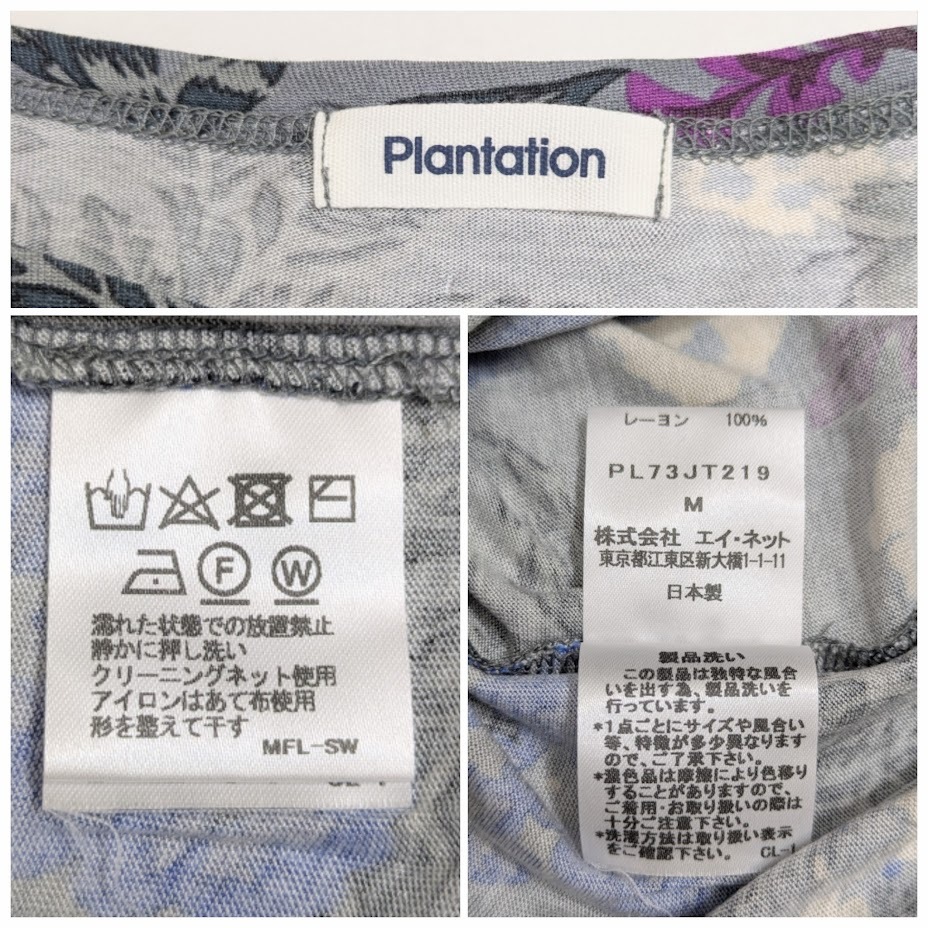 Plantation
F W
濡れた状態での放置禁止
静かに押し洗い
クリーニングネット使用
アイロンはあて布使用
形を整えて干す
MFL-SW
レーヨン 100%
PL73JT219
M
株式会社 エイ・ネット
東京都江東区新大橋1-1-11
日本製
製品洗い
この製品は独特な風合
いを出す為、製品洗いを
行っています。
*1点ごとにサイズや風合い
等、特徴が多少異なります
ので、ご了承下さい。
*濃色品は摩擦により色移り
することがありますので、
ご着用・お取り扱いの際は
十分ご注意下さい。
*洗濯方法は取り扱い表示
をご確認下さい。 CL-1